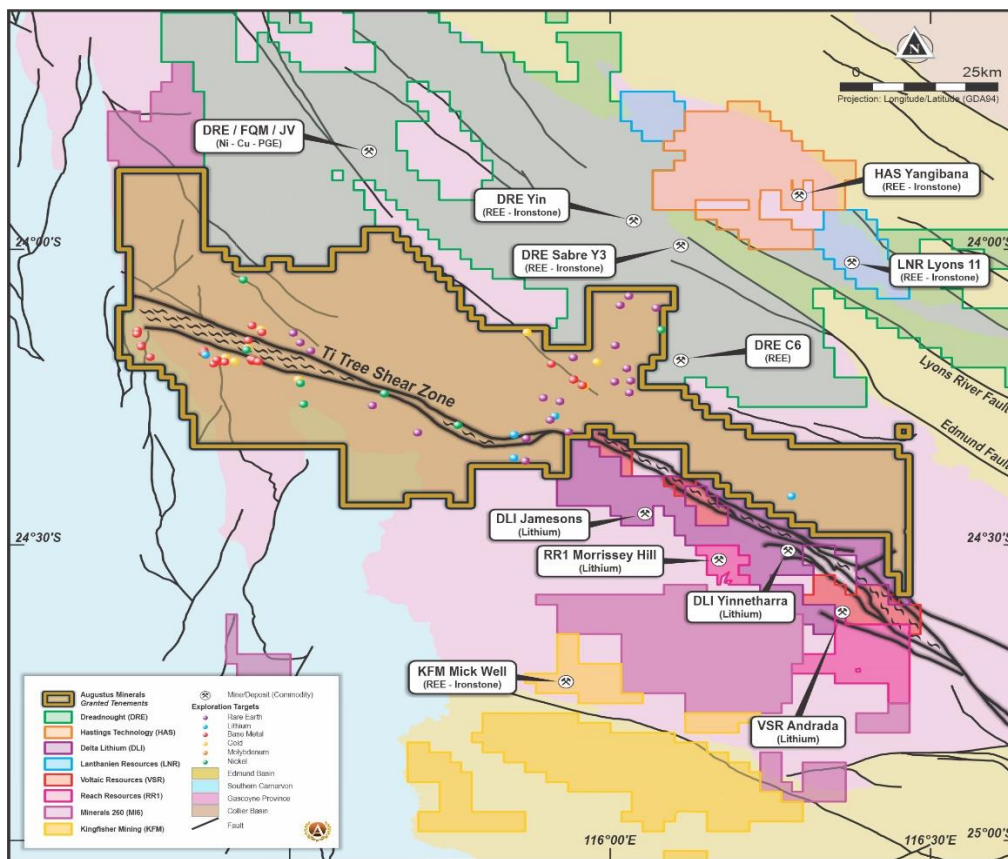 N
0 25km
Projection: Longitude/Latitude (GDA94)
DRE / FQM / JV
(Ni - Cu - PGE)
HAS Yangibana
(REE - Ironstone)
DRE Yin
(REE - Ironstone)
24°00'S
24°00'S
DRE Sabre Y3
(REE - Ironstone)
LNR Lyons 11
(REE - Ironstone)
Ti Tree Shear Zone
DRE C6
(REE)
Lyons River Fault
Edmund Fault
DLI Jamesons
(Lithium)
24°30'S
24°30'S
RR1 Morrissey Hill
(Lithium)
DLI Yinnetharra
(Lithium)
KFM Mick Well
(REE - Ironstone)
VSR Andrada
(Lithium)
Augustus Minerals
Granted Tenements
Dreadnought (DRE)
Hastings Technology (HAS)
Delta Lithium (DLI)
Lanthanien Resources (LNR)
Voltaic Resources (VSR)
Reach Resources (RR1)
Minerals 260 (MI6)
Kingfisher Mining (KFM)
Mine/Deposit (Commodity)
Exploration Targets
Rare Earth
Lithium
Base Metal
Gold
Molybdenum
Nickel
Edmund Basin
Southern Carnarvon
Gascoyne Province
Collier Basin
Fault
A
116°00'E
116°30'E
25°00'S